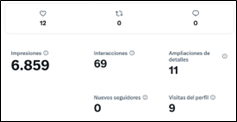 12 0 0
Impresiones Interacciones Ampliaciones de detalles
6.859 69 11
Nuevos seguidores Visitas del perfil
0 9